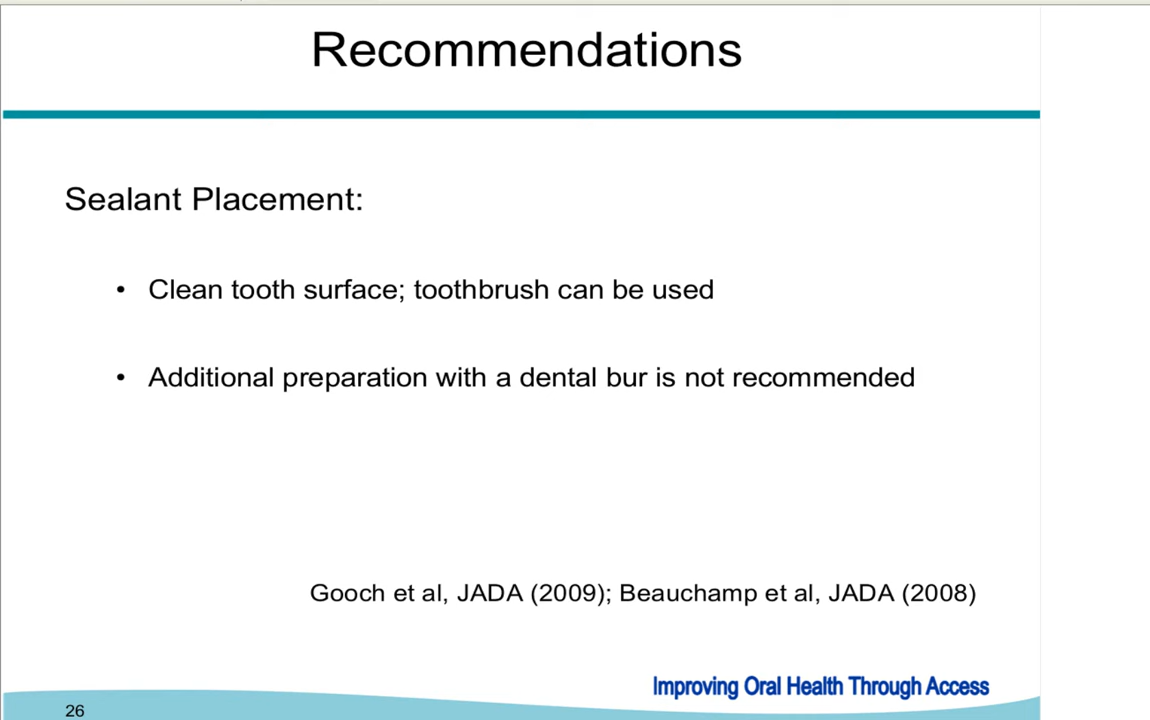 Recommendations
Sealant Placement:
• Clean tooth surface; toothbrush can be used
• Additional preparation with a dental bur is not recommended
Gooch et al, JADA (2009); Beauchamp et al, JADA (2008)
Improving Oral Health Through Access
26